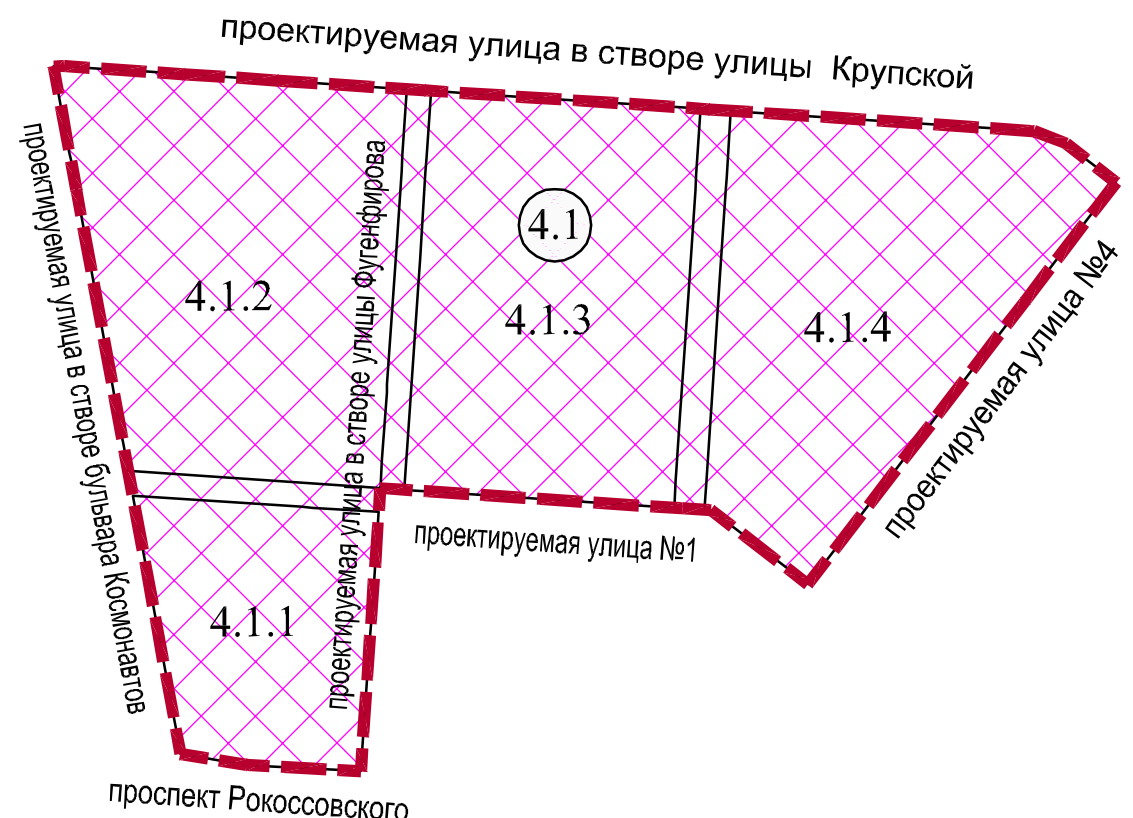 проектируемая улица в створе улицы Крупской
проектируемая улица в створе бульвара Космонавтов
проектируемая улица в створе улицы Фугенфирова
4.1
4.1.2
4.1.3
4.1.4
проектируемая улица №4
проектируемая улица №1
4.1.1
проспект Рокоссовского